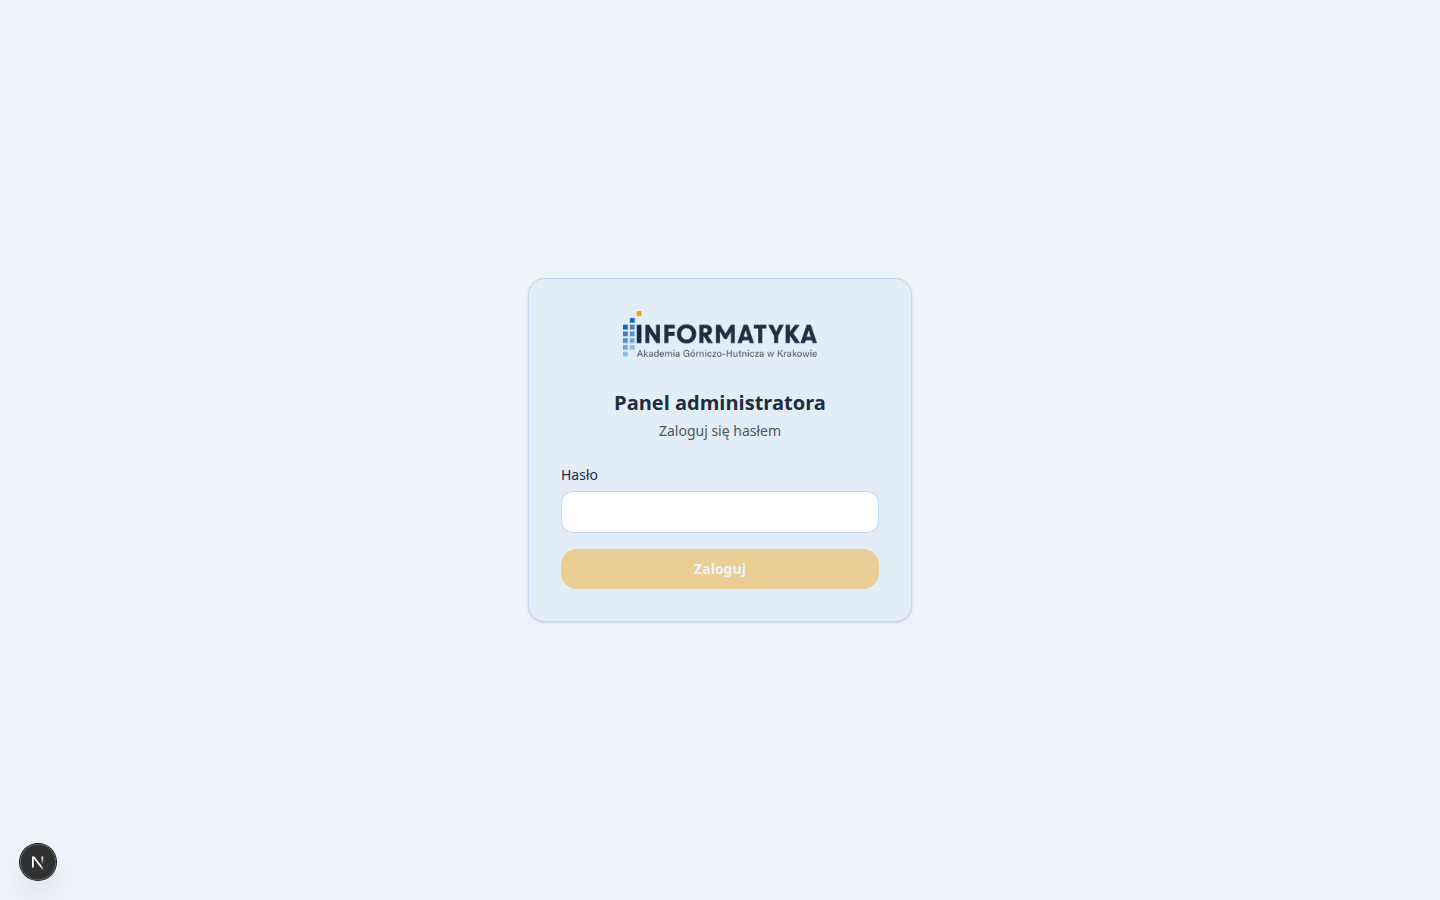 INFORMATYKA
Akademia Górniczo-Hutnicza w Krakowie
Panel administratora
Zaloguj się hasłem
Hasło
Zaloguj
N